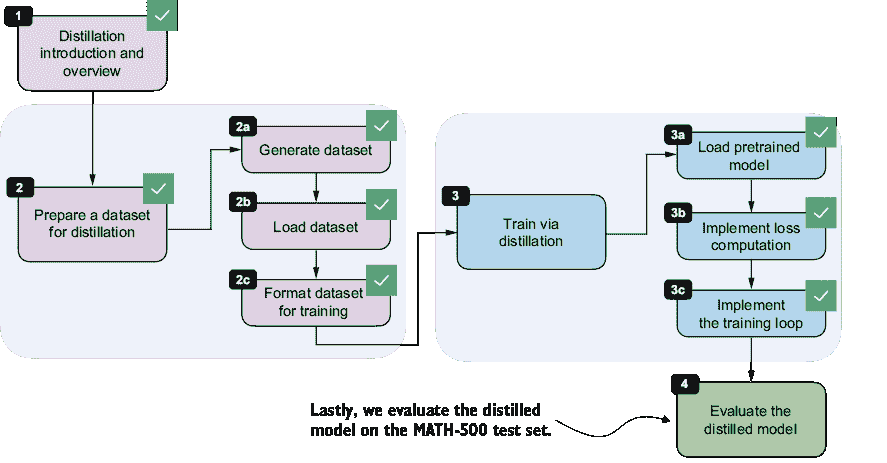 1
Distillation
introduction and
overview
2
Prepare a dataset
for distillation
2a
Generate dataset
2b
Load dataset
2c
Format dataset
for training
3
Train via
distillation
3a
Load pretrained
model
3b
Implement loss
computation
3c
Implement
the training loop
4
Evaluate the
distilled model
Lastly, we evaluate the distilled
model on the MATH-500 test set.